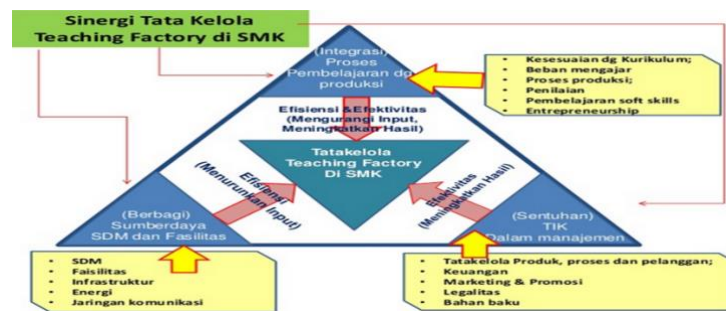 Sinergi Tata Kelola
Teaching Factory di SMK
(Integrasi)
Proses
Pembelajaran dg
produksi
• Kesesuaian dg Kurikulum;
• Beban mengajar
• Proses produksi;
• Penilaian
• Pembelajaran soft skills
• Entrepreneurship
Efisiensi &Efektivitas
(Mengurangi Input,
Meningkatkan Hasil)
Tatakelola
Teaching Factory
Di SMK
Efisiensi
(Menurunkan Input)
Efektivitas
(Meningkatkan Hasil)
(Berbagi)
Sumberdaya
SDM dan Fasilitas
(Sentuhan)
TIK
Dalam manajemen
• SDM
• Faisilitas
• Infrastruktur
• Energi
• Jaringan komunikasi
• Tatakelola Produk, proses dan pelanggan;
• Keuangan
• Marketing & Promosi
• Legalitas
• Bahan baku